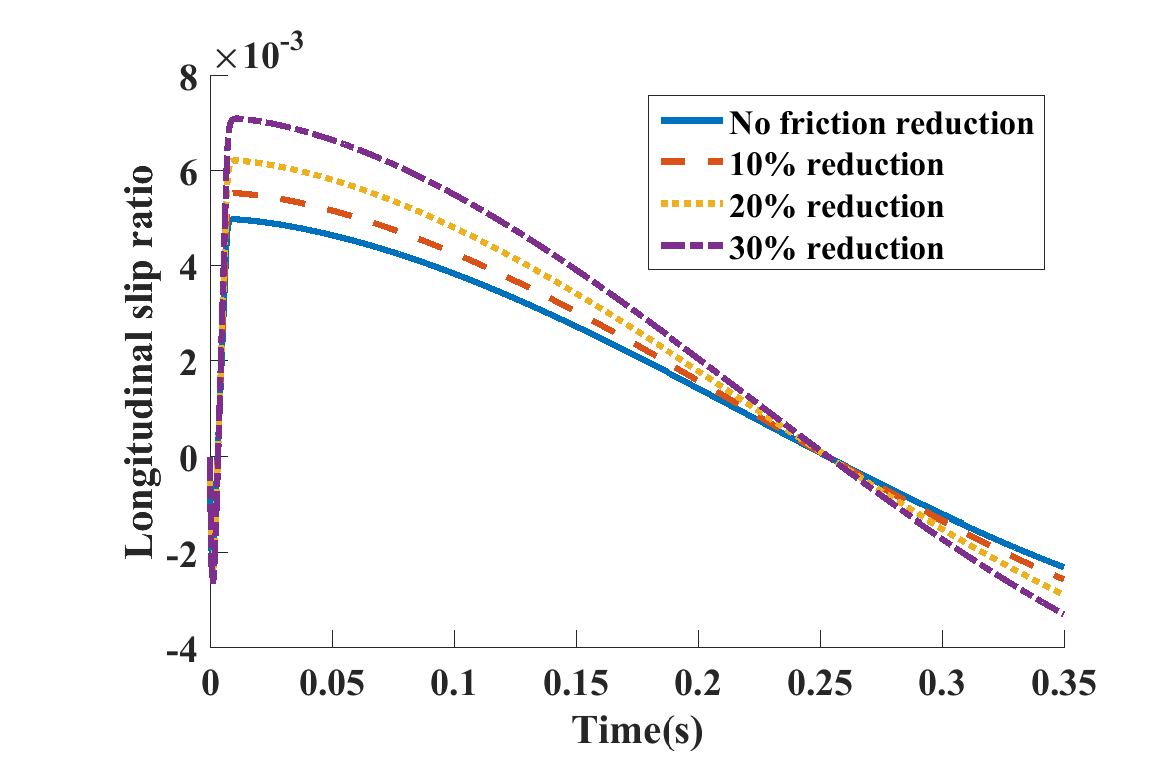 ×10-3
8
6
4
2
0
-2
-4
Longitudinal slip ratio
No friction reduction
10% reduction
20% reduction
30% reduction
0 0.05 0.1 0.15 0.2 0.25 0.3 0.35
Time(s)